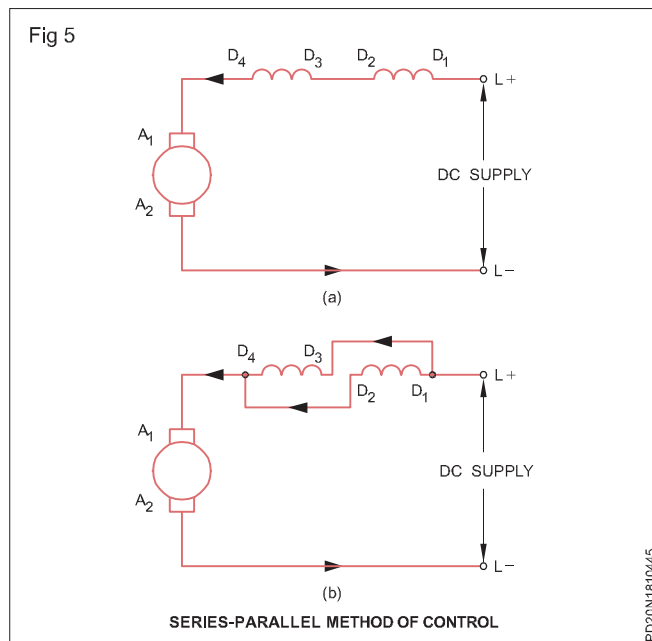 Fig 5
D4 D3 D2 D1
L+
A1
DC SUPPLY
A2
L-
(a)
D4 D3
L+
D2 D1
A1
DC SUPPLY
A2
L-
(b)
SERIES-PARALLEL METHOD OF CONTROL
PD20N1810445